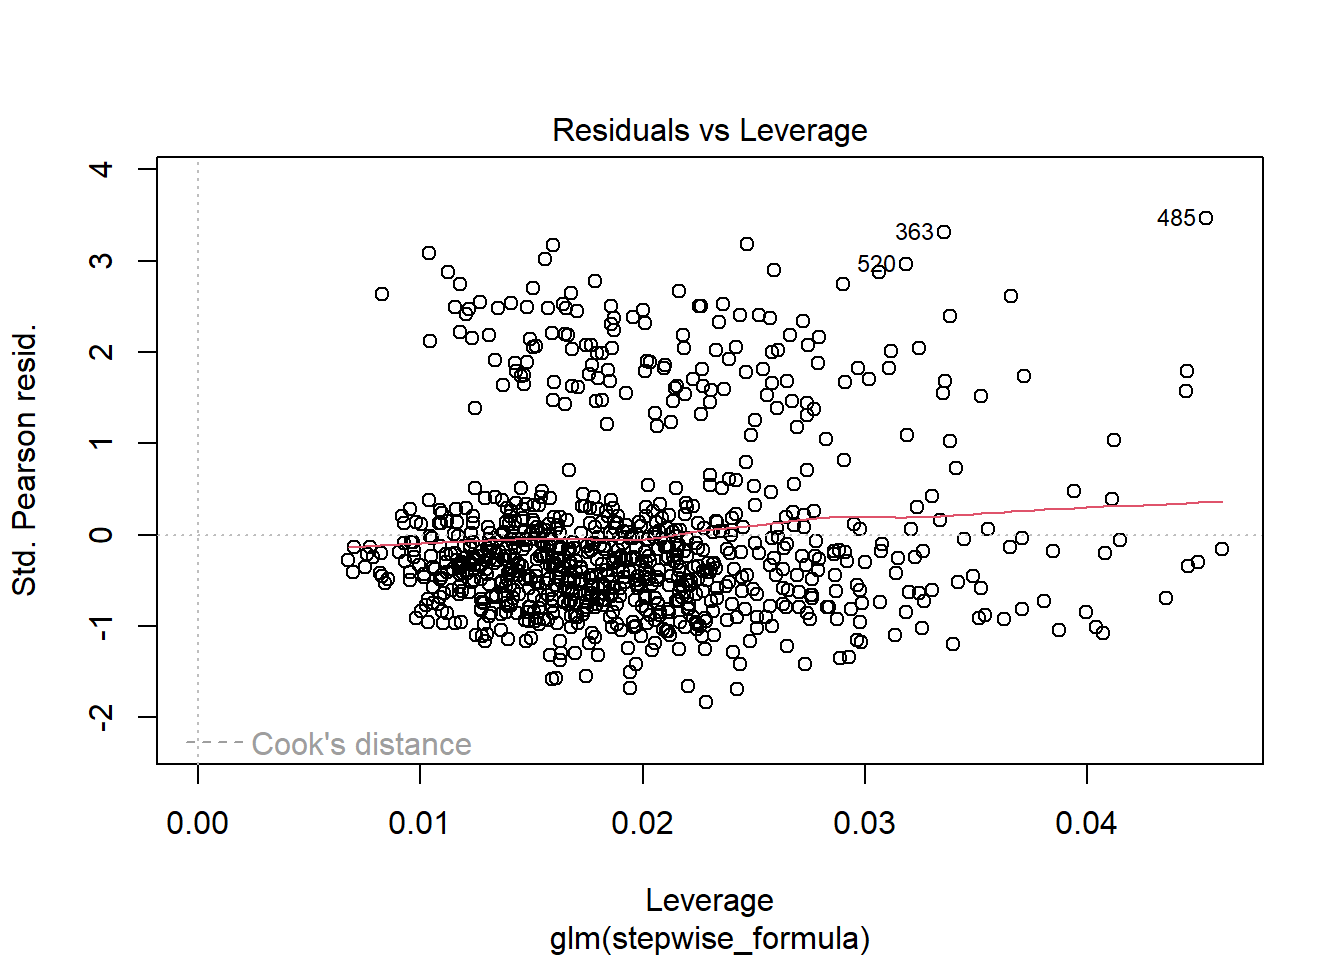 Residuals vs Leverage
Std. Pearson resid.
4
3
2
1
0
-1
-2
485
363
520
Cook's distance
0.00 0.01 0.02 0.03 0.04
Leverage
glm(stepwise_formula)